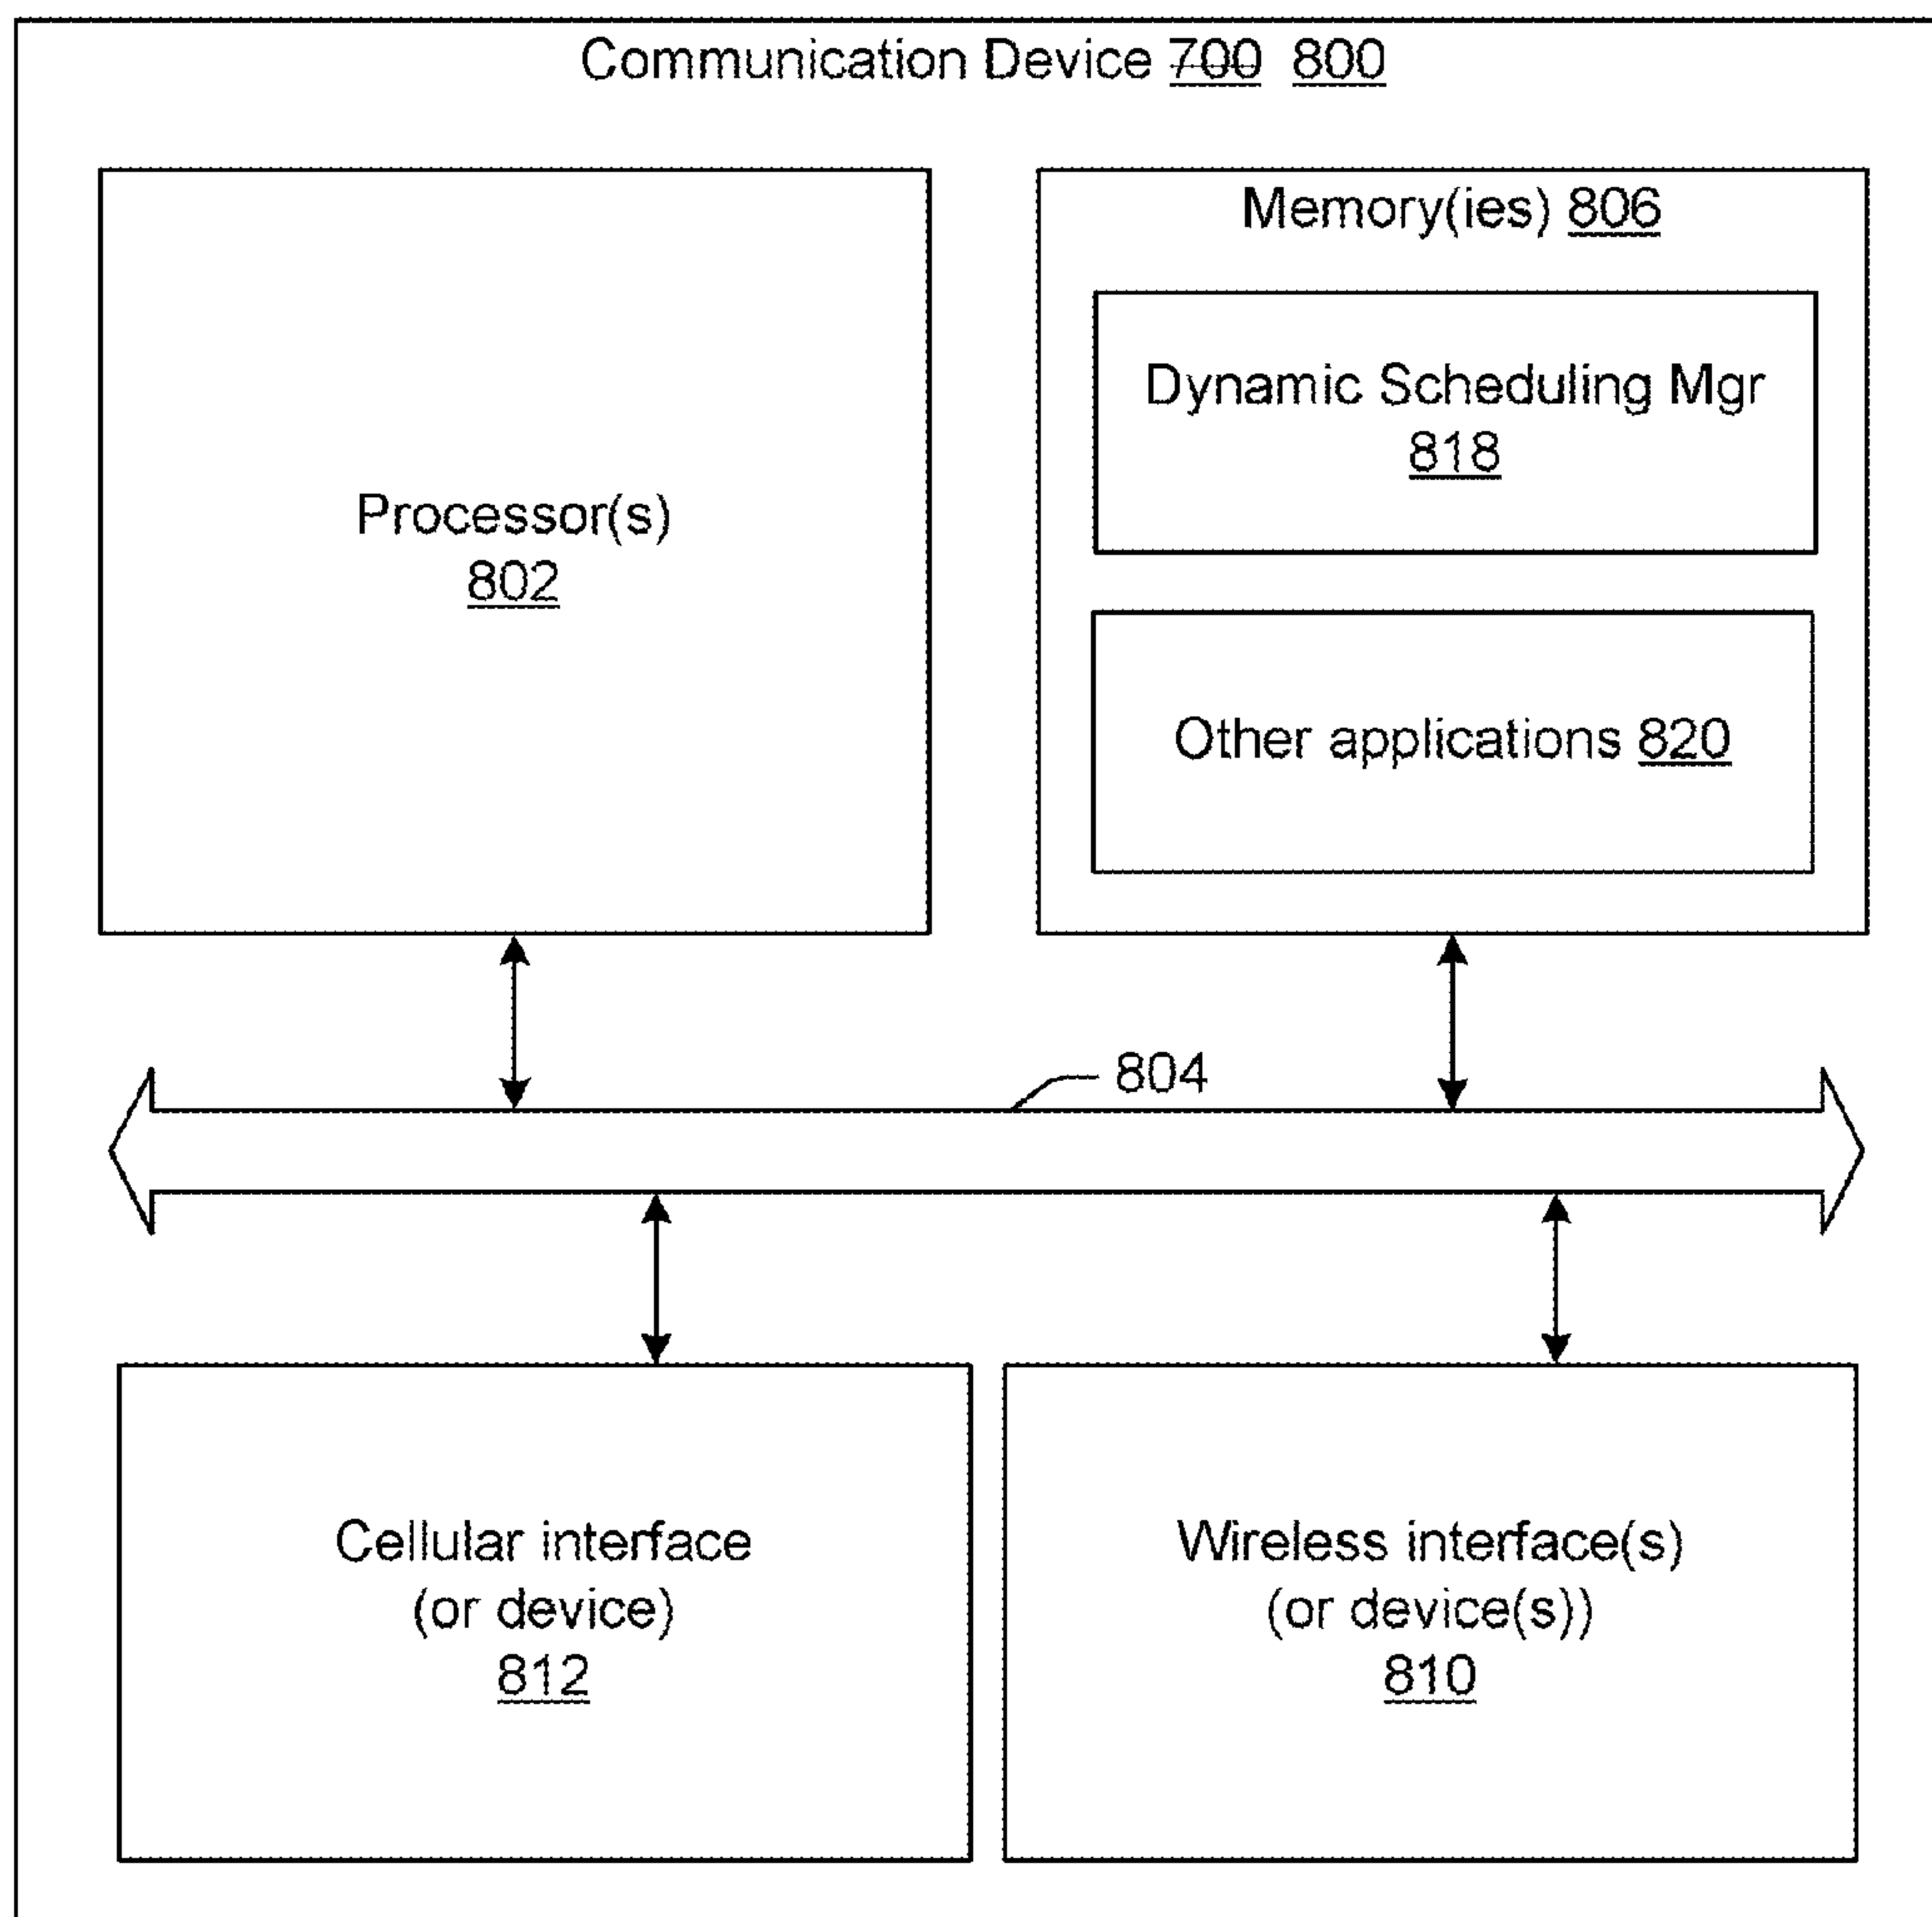 Communication Device 700 800
Memory(ies) 806
Dynamic Scheduling Mgr
818
Processor(s)
802
Other applications 820
804
Cellular interface
(or device)
812
Wireless interface(s)
(or device(s))
810